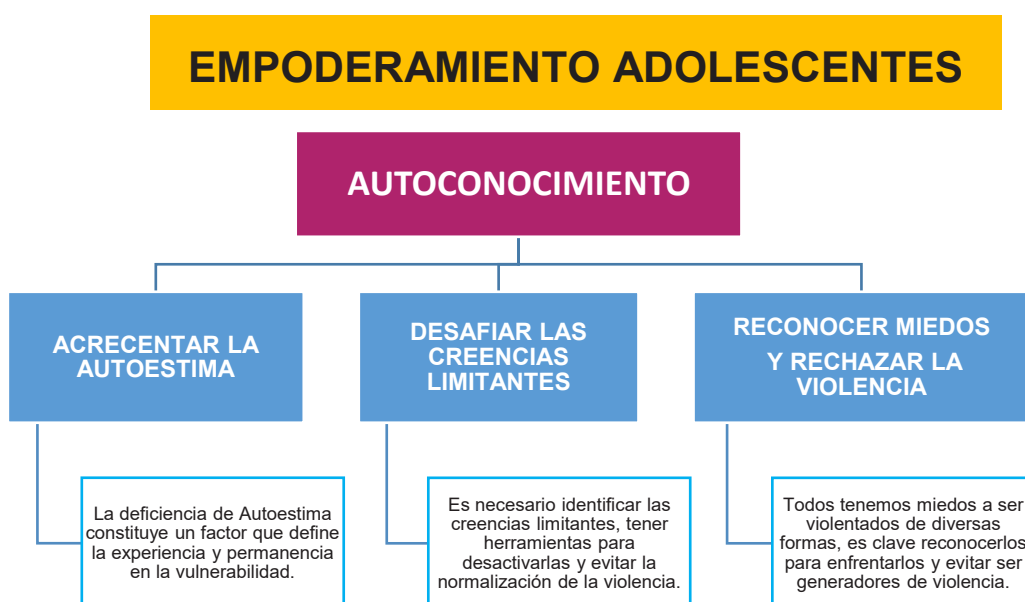 EMPODERAMIENTO ADOLESCENTES
AUTOCONOCIMIENTO
ACRECENTAR LA
AUTOESTIMA
DESAFIAR LAS
CREENCIAS
LIMITANTES
RECONOCER MIEDOS
Y RECHAZAR LA
VIOLENCIA
La deficiencia de Autoestima
constituye un factor que define
la experiencia y permanencia
en la vulnerabilidad.
Es necesario identificar las
creencias limitantes, tener
herramientas para
desactivarlas y evitar la
normalización de la violencia.
Todos tenemos miedos a ser
violentados de diversas
formas, es clave reconocerlos
para enfrentarlos y evitar ser
generadores de violencia.